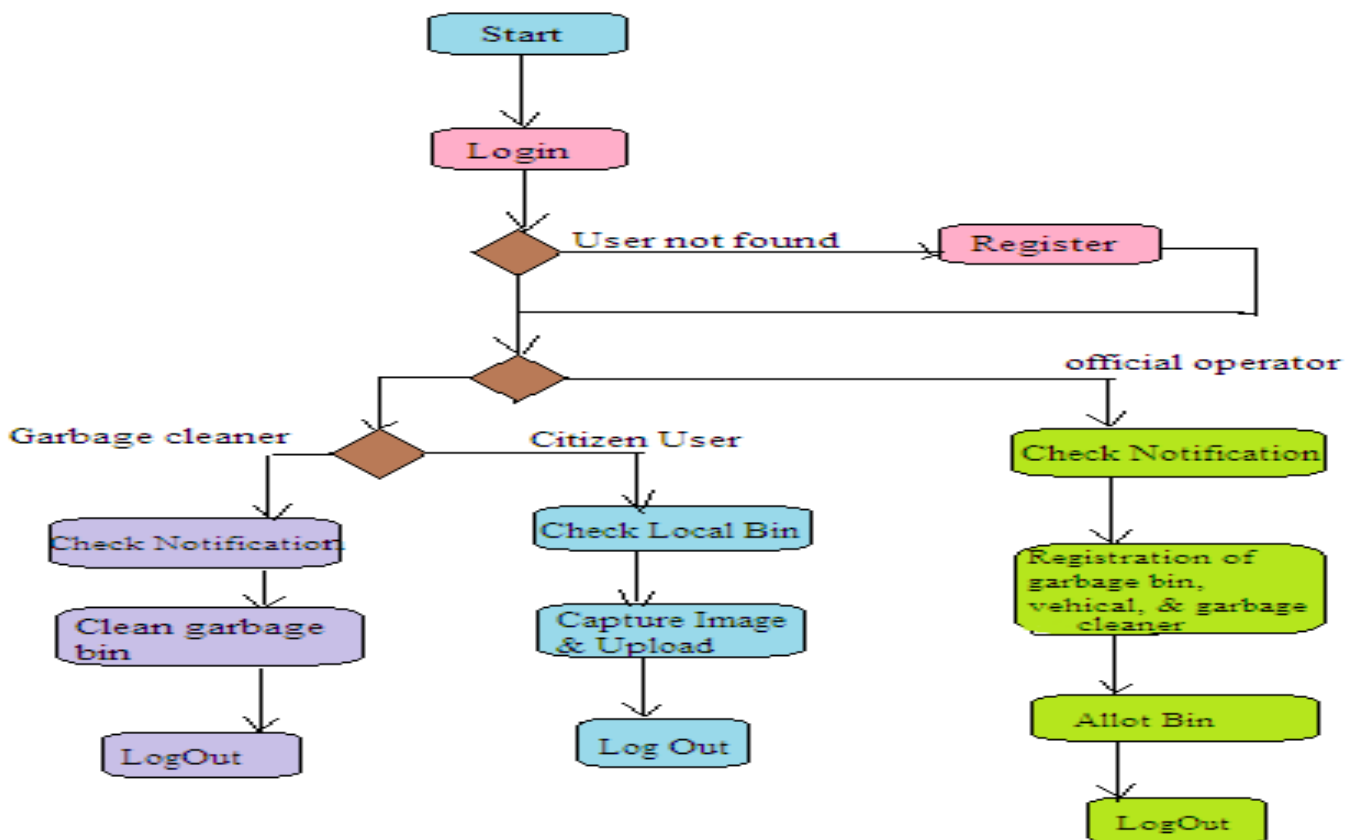 Start
Login
User not found
Register
official operator
Garbage cleaner
Citizen User
Check Notification
Check Notification
Check Local Bin
Registration of
garbage bin,
vehical, & garbage
cleaner
Clean garbage
bin
Capture Image
& Upload
Allot Bin
LogOut
Log Out
LogOut